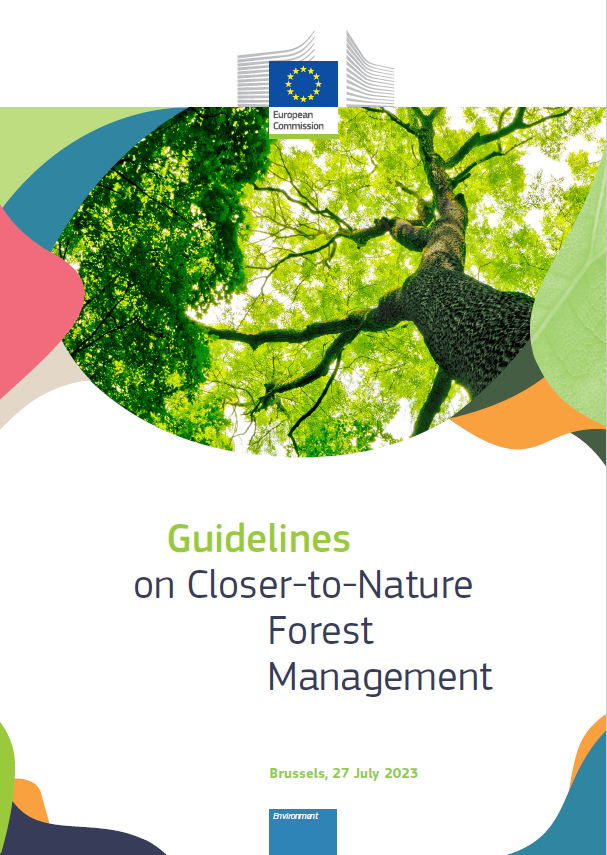 European
Commission
Guidelines
on Closer-to-Nature
Forest
Management
Brussels, 27 July 2023
Environment